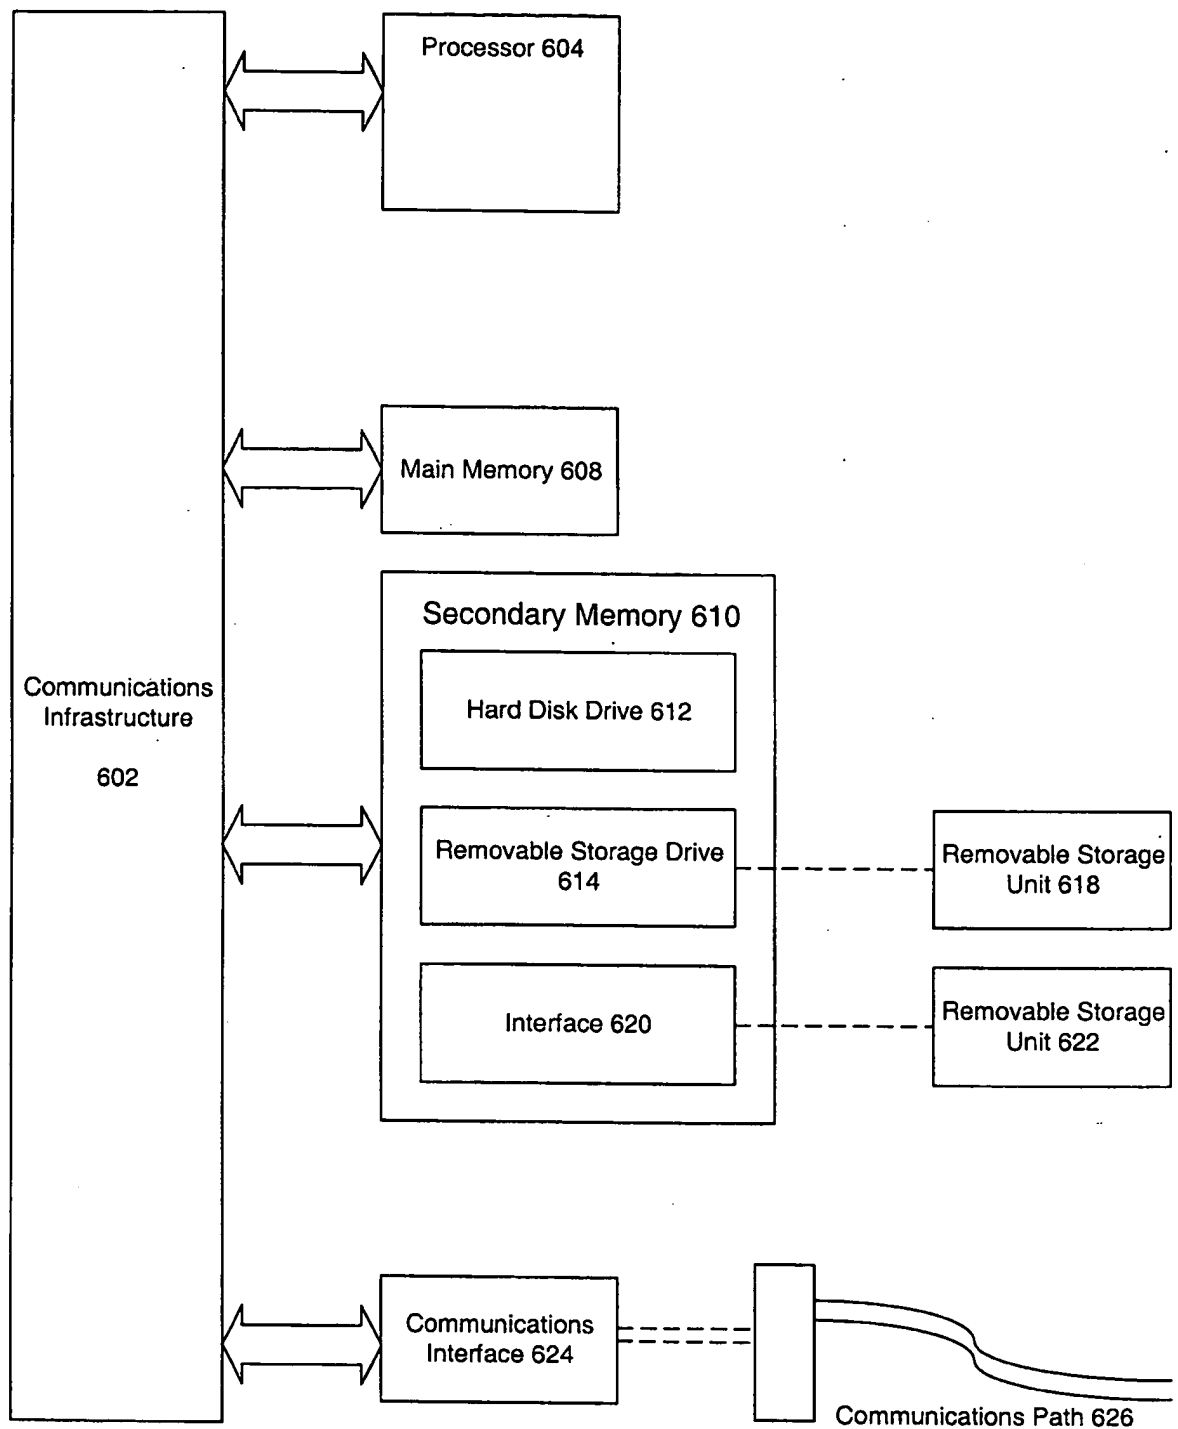 Processor 604
Main Memory 608
Secondary Memory 610
Hard Disk Drive 612
Communications
Infrastructure
602
Removable Storage Drive
614
Removable Storage
Unit 618
Interface 620
Removable Storage
Unit 622
Communications
Interface 624
Communications Path 626